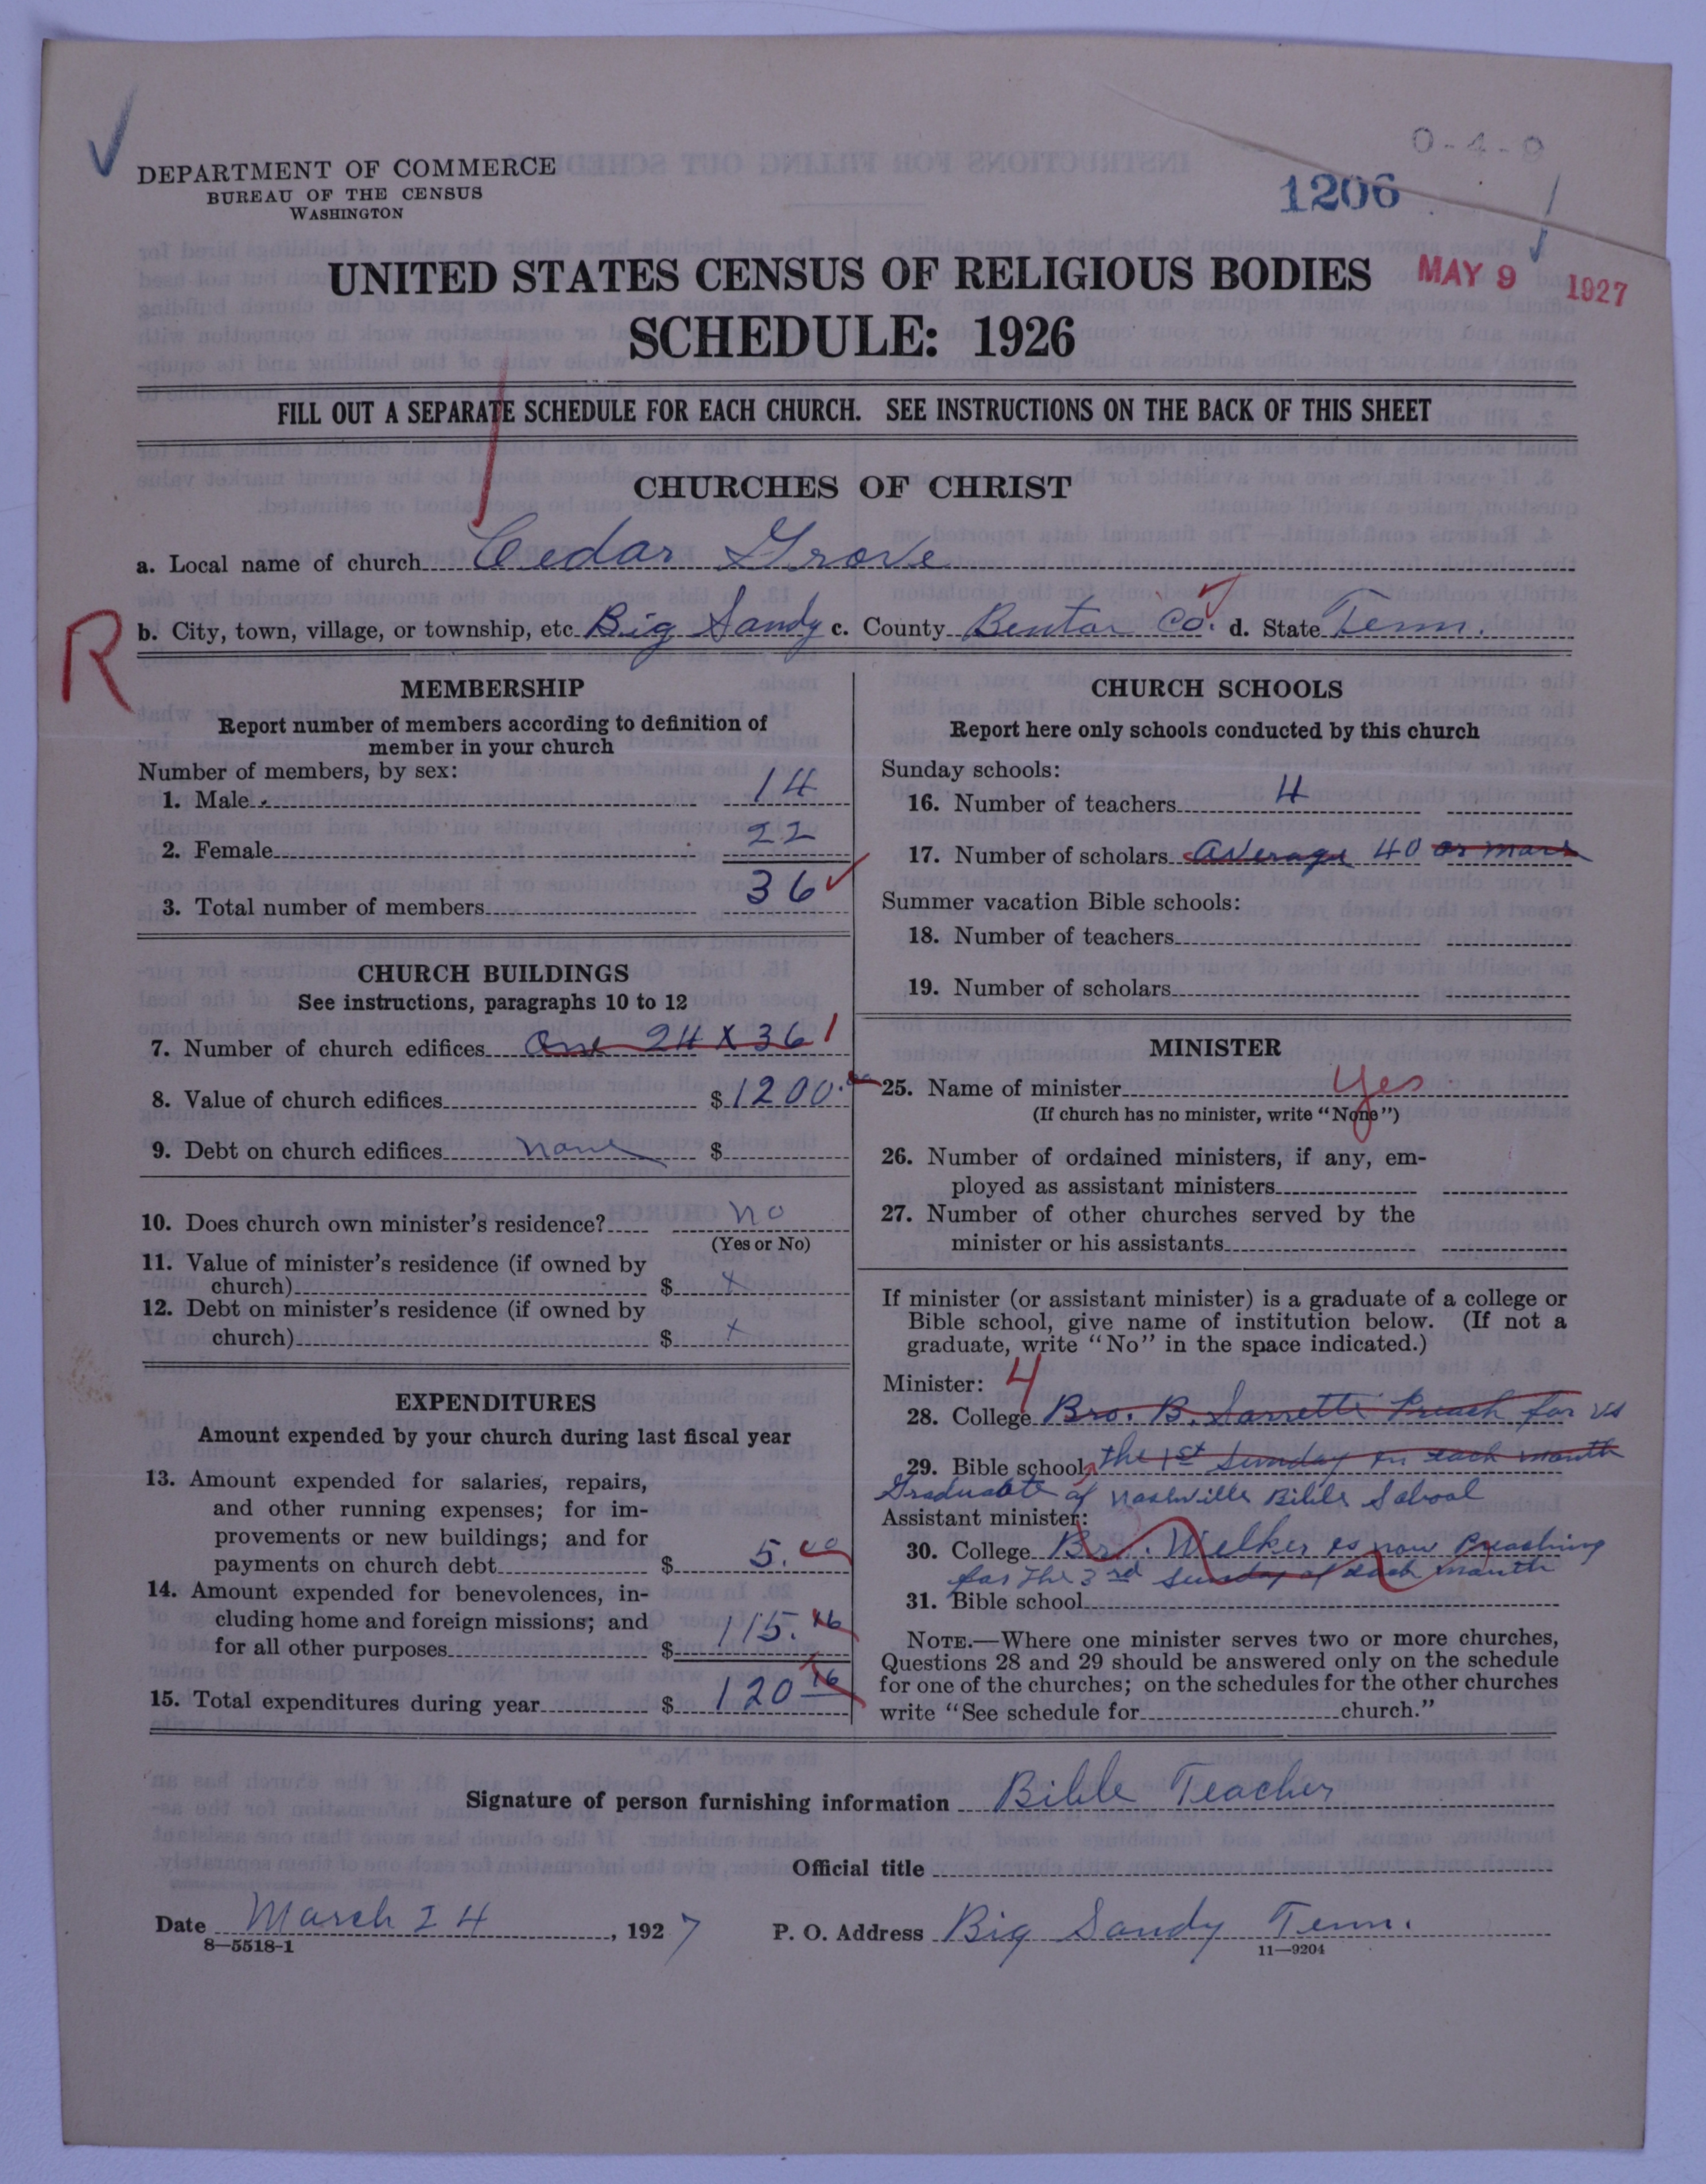 0-4-9
DEPARTMENT OF COMMERCE
BUREAU OF THE CENSUS
WASHINGTON
1206
UNITED STATES CENSUS OF RELIGIOUS BODIES
MAY 9 1927
SCHEDULE: 1926
FILL OUT A SEPARATE SCHEDULE FOR EACH CHURCH. SEE INSTRUCTIONS ON THE BACK OF THIS SHEET
CHURCHES OF CHRIST
a. Local name of church Cedar Grove
R
b. City, town, village, or township, etc Big Sandy c. County Benton Co. d. State Tenn.
MEMBERSHIP
Report number of members according to definition of
member in your church
Number of members, by sex:
1. Male 14
2. Female 22
3. Total number of members 36
CHURCH BUILDINGS
See instructions, paragraphs 10 to 12
7. Number of church edifices One 24 X 36 1
8. Value of church edifices $ 1200.00
9. Debt on church edifices none $
10. Does church own minister's residence? no
(Yes or No)
11. Value of minister's residence (if owned by
church) $ x
12. Debt on minister's residence (if owned by
church) $ x
EXPENDITURES
Amount expended by your church during last fiscal year
13. Amount expended for salaries, repairs,
and other running expenses; for im-
provements or new buildings; and for
payments on church debt $ 5.00
14. Amount expended for benevolences, in-
cluding home and foreign missions; and
for all other purposes $ 115.16
15. Total expenditures during year $ 120 16
CHURCH SCHOOLS
Report here only schools conducted by this church
Sunday schools:
16. Number of teachers 4
17. Number of scholars average 40 or more
Summer vacation Bible schools:
18. Number of teachers
19. Number of scholars
MINISTER
25. Name of minister yes
(If church has no minister, write "None")
26. Number of ordained ministers, if any, em-
ployed as assistant ministers
27. Number of other churches served by the
minister or his assistants
If minister (or assistant minister) is a graduate of a college or
Bible school, give name of institution below. (If not a
graduate, write "No" in the space indicated.)
Minister: 4
28. College Bro. B. Sarrette Preach for us
29. Bible school the 1st Sunday in each month
Graduate of Nashville Bible School
Assistant minister:
30. College Bro. Welker is now Preaching
for the 3rd Sunday of each month
31. Bible school
NOTE.—Where one minister serves two or more churches,
Questions 28 and 29 should be answered only on the schedule
for one of the churches; on the schedules for the other churches
write "See schedule for church."
Signature of person furnishing information Bible Teacher
Official title
Date March 24, 1927 P. O. Address Big Sandy Tenn.
8—5518-1
11—9204